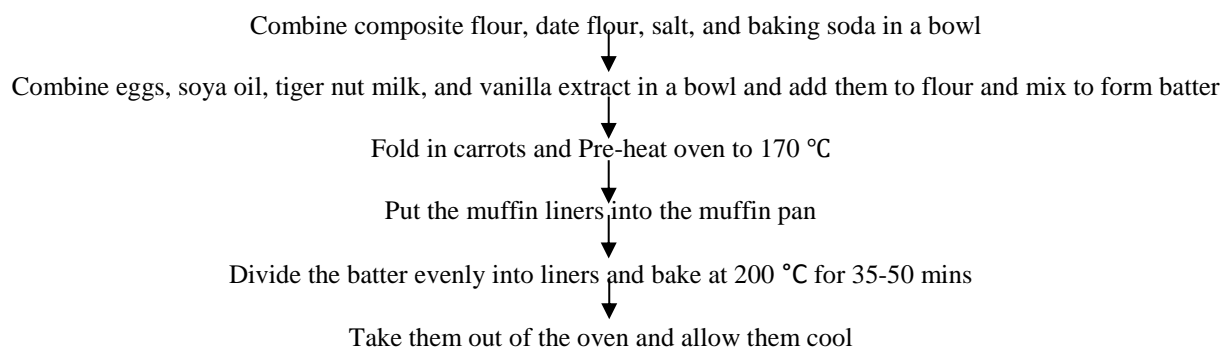 Combine composite flour, date flour, salt, and baking soda in a bowl
Combine eggs, soya oil, tiger nut milk, and vanilla extract in a bowl and add them to flour and mix to form batter
Fold in carrots and Pre-heat oven to 170 ℃
Put the muffin liners into the muffin pan
Divide the batter evenly into liners and bake at 200 °C for 35-50 mins
Take them out of the oven and allow them cool